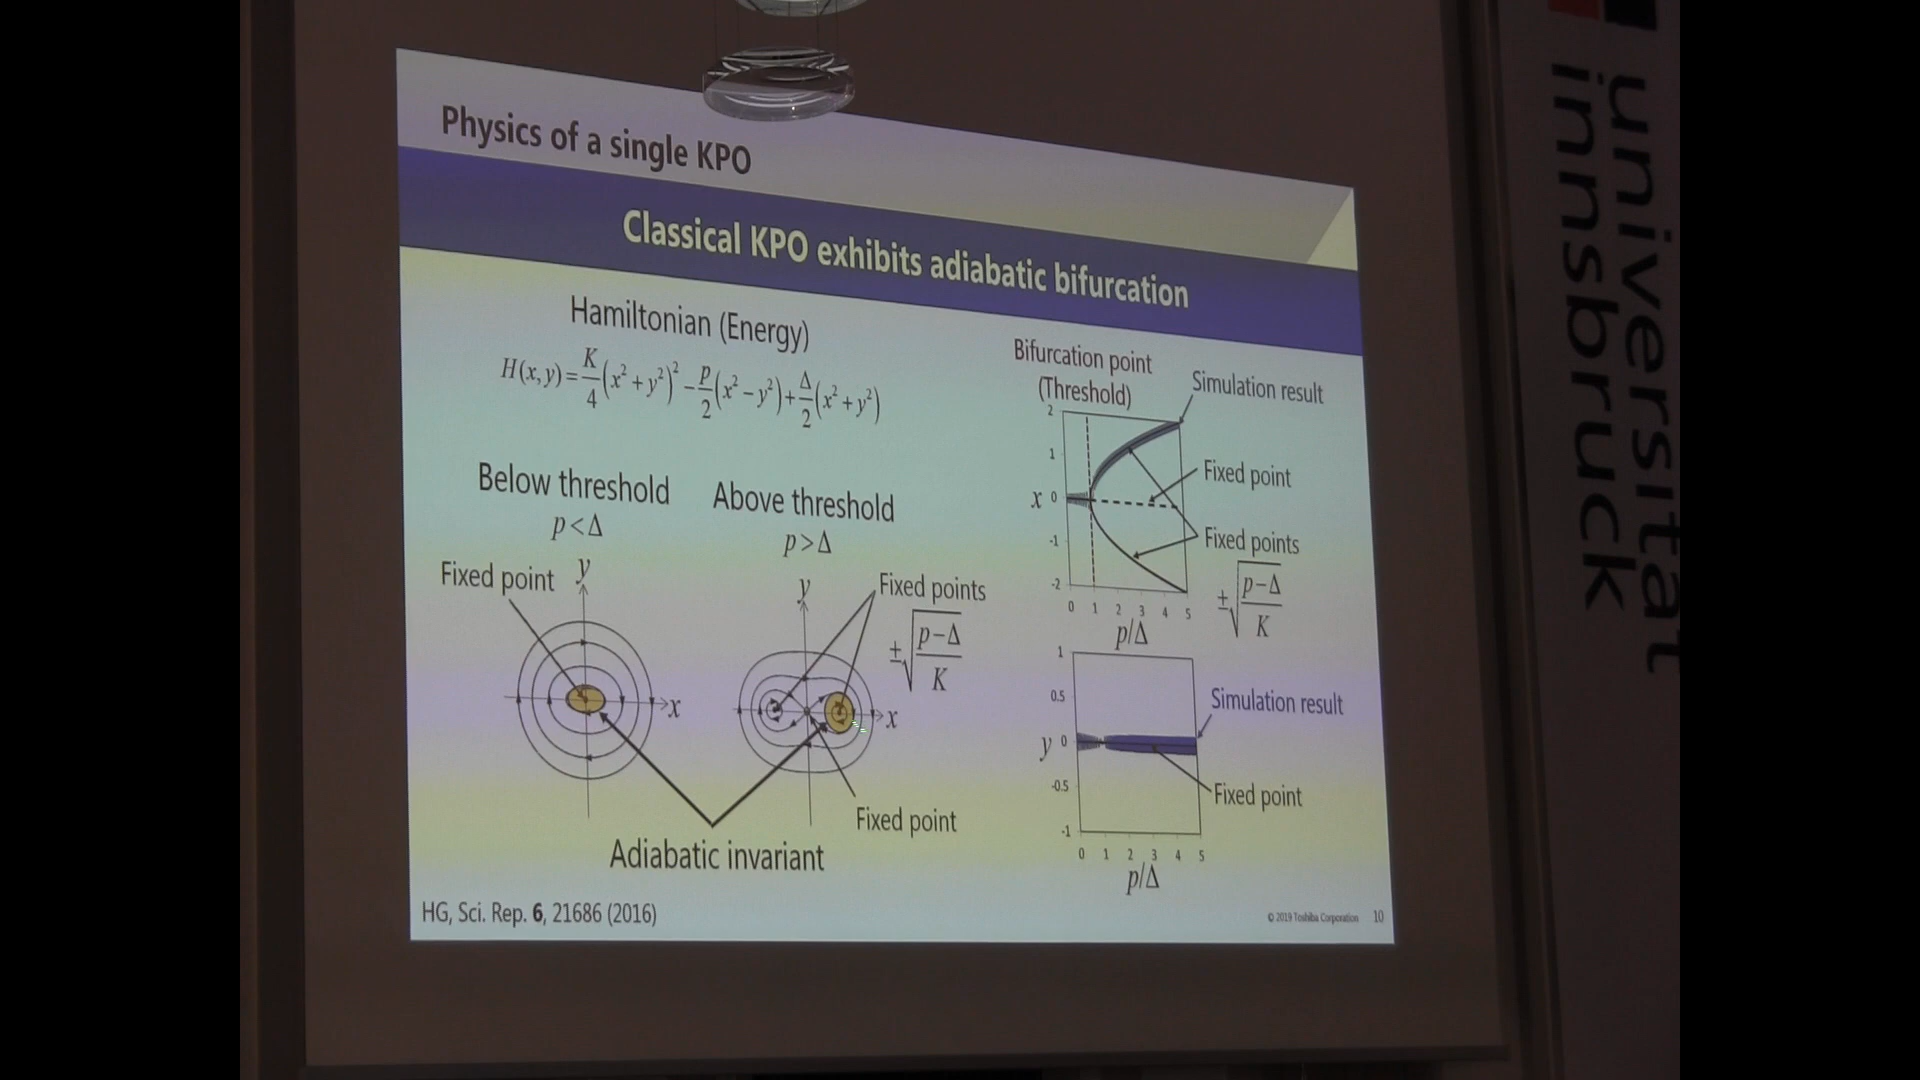 Physics of a single KPO
Classical KPO exhibits adiabatic bifurcation
Hamiltonian (Energy)
H(x,y)=K/4(x²+y²)²−p/2(x²−y²)+Δ/2(x²+y²)
Below threshold
p<Δ
Above threshold
p>Δ
Fixed point
y
x
y
x
Fixed points
±√((p−Δ)/K)
Fixed point
Adiabatic invariant
Bifurcation point
(Threshold)
Simulation result
2
1
x 0
-1
-2
0 1 2 3 4 5
p/Δ
Fixed point
Fixed points
±√((p−Δ)/K)
1
0.5
y 0
-0.5
-1
0 1 2 3 4 5
p/Δ
Simulation result
Fixed point
HG, Sci. Rep. 6, 21686 (2016)
© 2019 Toshiba Corporation 10
universität
innsbruck